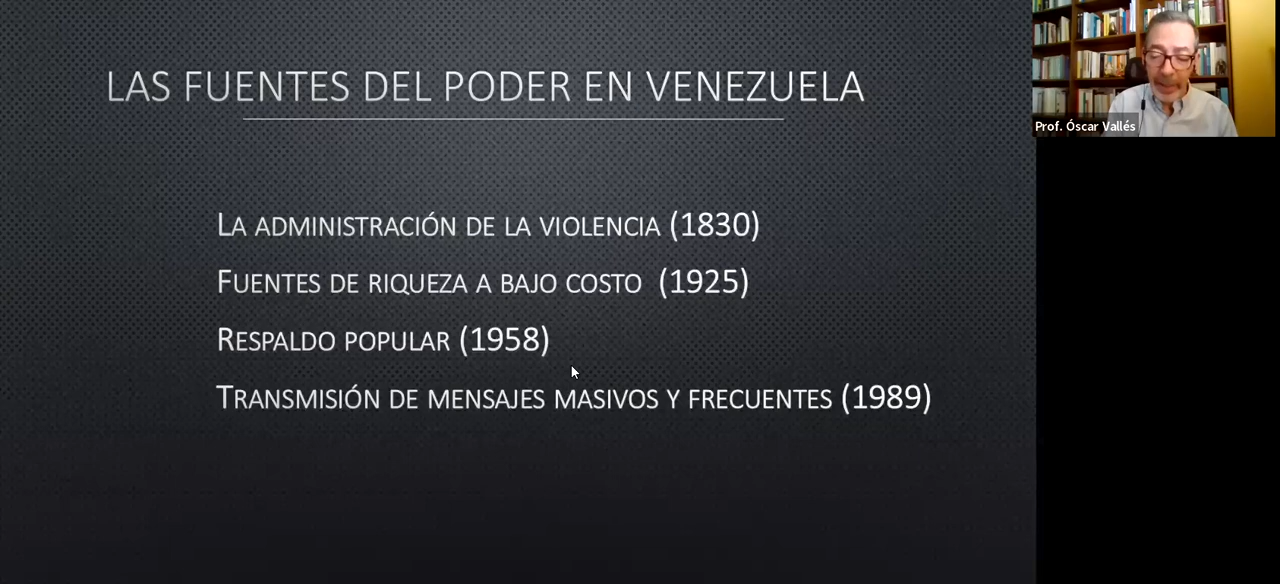 LAS FUENTES DEL PODER EN VENEZUELA
LA ADMINISTRACIÓN DE LA VIOLENCIA (1830)
FUENTES DE RIQUEZA A BAJO COSTO (1925)
RESPALDO POPULAR (1958)
TRANSMISIÓN DE MENSAJES MASIVOS Y FRECUENTES (1989)
Prof. Óscar Vallés